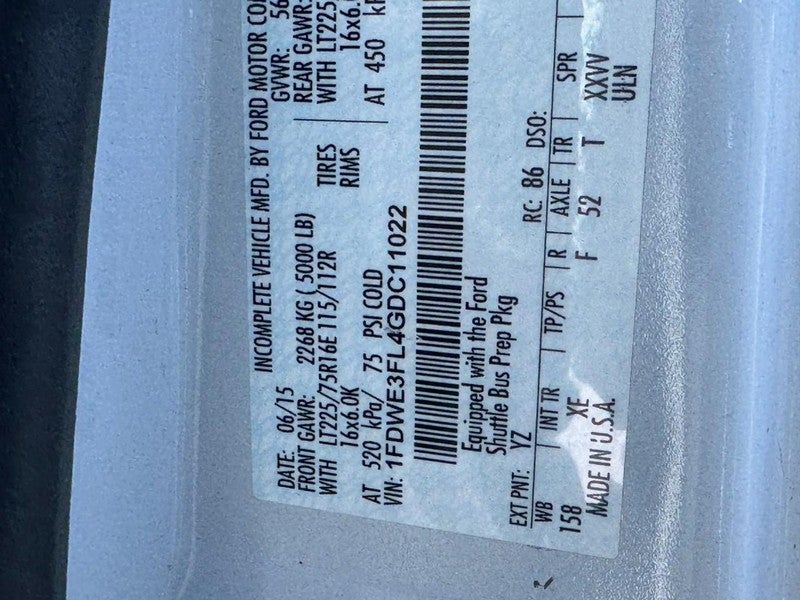 INCOMPLETE VEHICLE MFD. BY FORD MOTOR
DATE: 06/15 GVWR: 56
FRONT GAWR: 2268 KG ( 5000 LB) REAR GAWR:
WITH LT225/75R16E 115/112R TIRES WITH LT225
16x6.0K RIMS 16x6.
AT 520 kPa/ 75 PSI COLD AT 450
VIN: 1FDWE3FL4GDC11022
Equipped with the Ford
Shuttle Bus Prep Pkg
EXT PNT: YZ RC: 86 DSO:
WB INT TR TP/PS R AXLE TR SPR
158 XE F 52 T XXVV
MADE IN U.S.A. ULN